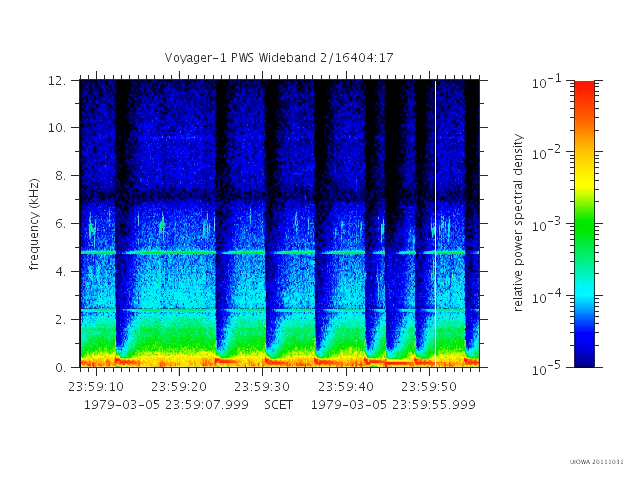 Voyager-1 PWS Wideband 2/16404:17
12.
10.
8.
6.
4.
2.
0.
frequency (kHz)
23:59:10 23:59:20 23:59:30 23:59:40 23:59:50
1979-03-05 23:59:07.999 SCET 1979-03-05 23:59:55.999
10⁻¹
10⁻²
10⁻³
10⁻⁴
10⁻⁵
relative power spectral density
UIOWA 20111031